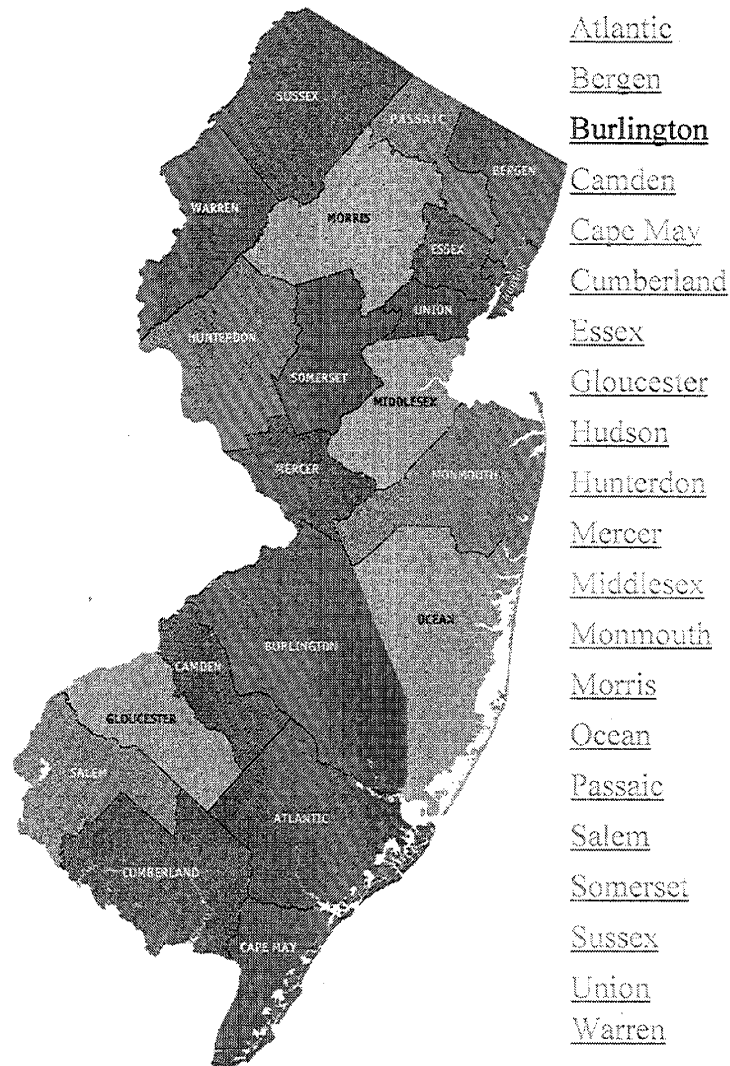 Atlantic
Bergen
Burlington
Camden
Cape May
Cumberland
Essex
Gloucester
Hudson
Hunterdon
Mercer
Middlesex
Monmouth
Morris
Ocean
Passaic
Salem
Somerset
Sussex
Union
Warren
SUSSEX
PASSAIC
BERGEN
WARREN
MORRIS
ESSEX
UNION
HUNTERDON
SOMERSET
MIDDLESEX
MERCER
MONMOUTH
OCEAN
BURLINGTON
CAMDEN
GLOUCESTER
SALEM
ATLANTIC
CUMBERLAND
CAPE MAY